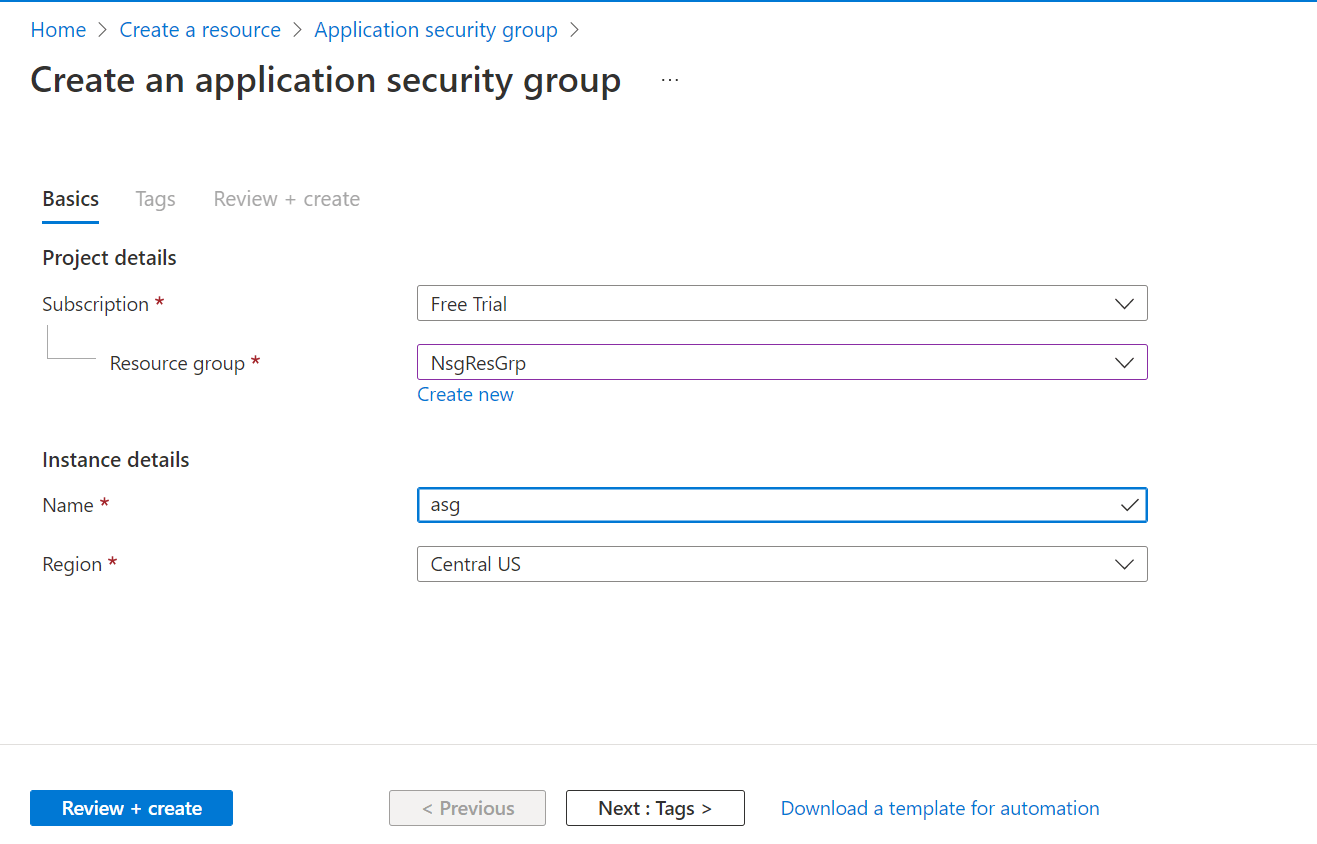 Home > Create a resource > Application security group >
Create an application security group ...
Basics Tags Review + create
Project details
Subscription * Free Trial
Resource group * NsgResGrp
Create new
Instance details
Name * asg
Region * Central US
Review + create < Previous Next : Tags > Download a template for automation